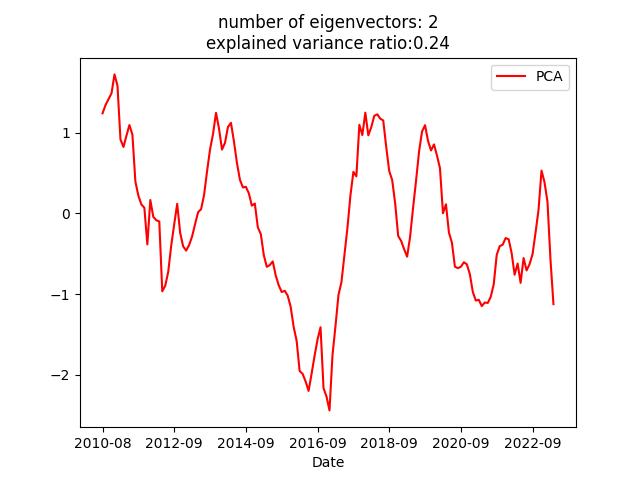 number of eigenvectors: 2
explained variance ratio:0.24
PCA
1
0
−1
−2
2010-08 2012-09 2014-09 2016-09 2018-09 2020-09 2022-09
Date